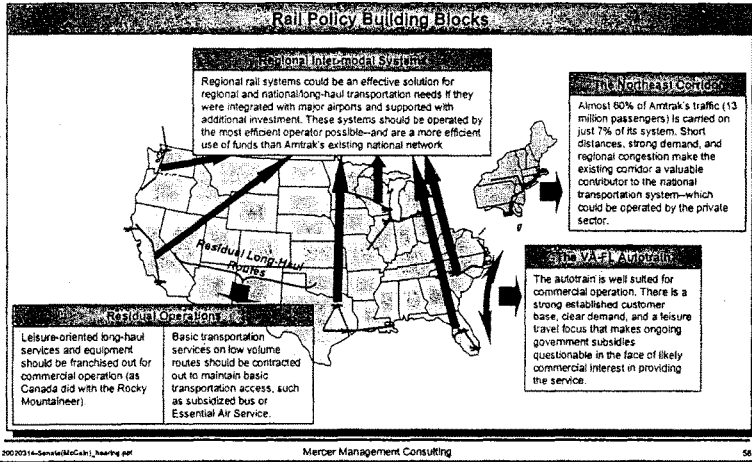 Rail Policy Building Blocks
Regional Inter-modal Systems
Regional rail systems could be an effective solution for
regional and national/long-haul transportation needs if
they were integrated with major airports and supported with
additional investment. These systems should be operated by
the most efficient operator possible--and are a more efficient
use of funds than Amtrak's existing national network
The Northeast Corridor
Almost 60% of Amtrak's traffic (13
million passengers) is carried on
just 7% of its system. Short
distances, strong demand, and
regional congestion make the
existing corridor a valuable
contributor to the national
transportation system--which
could be operated by the private
sector.
Residual Long-Haul
Routes
The VA-FL Autotrain
The autotrain is well suited for
commercial operation. There is a
strong established customer
base, clear demand, and a leisure
travel focus that makes ongoing
government subsidies
questionable in the face of likely
commercial interest in providing
the service.
Residual Operations
Leisure-oriented long-haul
services and equipment
should be franchised out for
commercial operation (as
Canada did with the Rocky
Mountaineer).
Basic transportation
services on low volume
routes should be contracted
out to maintain basic
transportation access, such
as subsidized bus or
Essential Air Service.
20020314-Senate(McCain)_hearing.ppt
Mercer Management Consulting
56